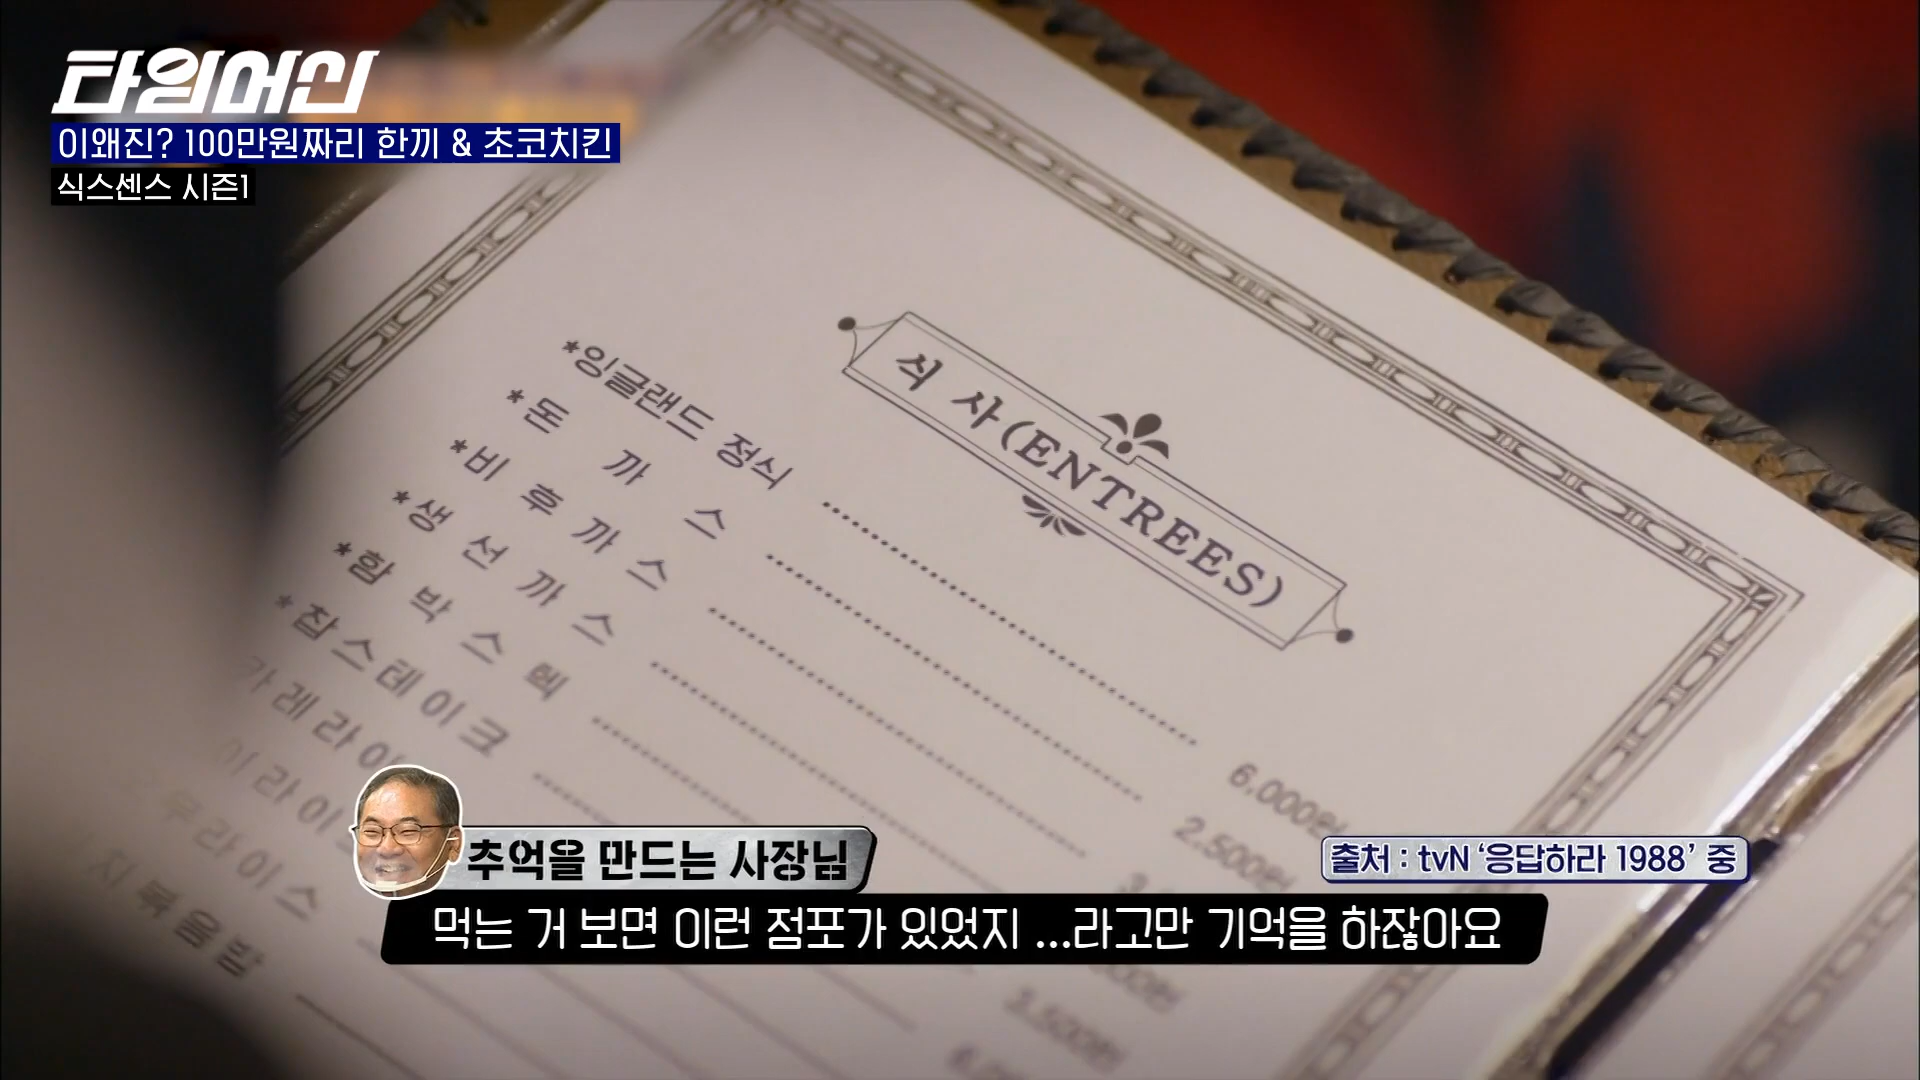 타임머신
이왜진? 100만원짜리 한끼 & 초코치킨
식스센스 시즌1
식 사(ENTREES)
*잉글랜드 정식 6,000원
*돈 까 스 2,500원
*비 후 까 스
*생 선 까 스
*함 박 스 텍
*찹스테이크
카레라이
추억을 만드는 사장님
출처 : tvN ‘응답하라 1988’ 중
먹는 거 보면 이런 점포가 있었지 ...라고만 기억을 하잖아요